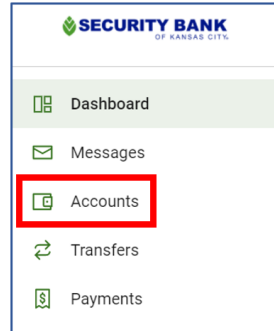 SECURITY BANK
OF KANSAS CITY
Dashboard
Messages
Accounts
Transfers
Payments